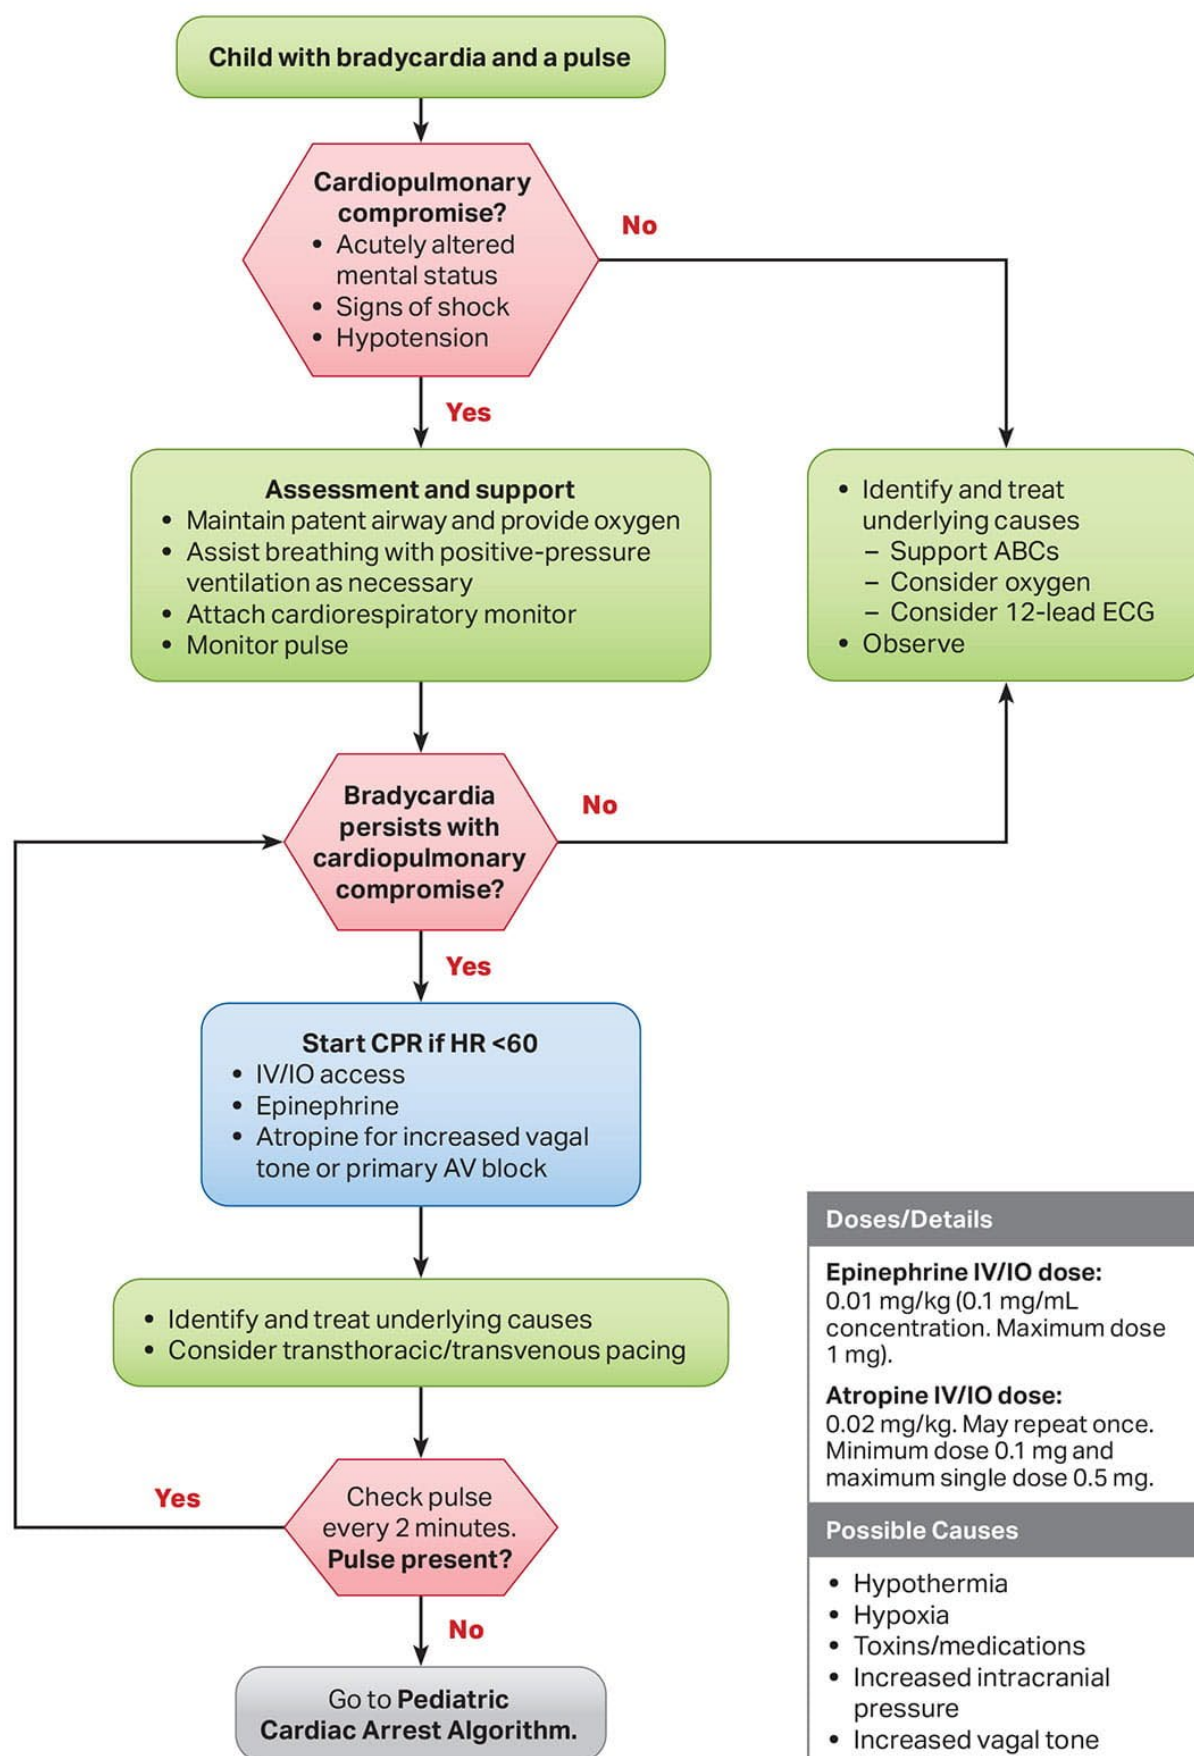 Child with bradycardia and a pulse
Cardiopulmonary
compromise?
• Acutely altered
mental status
• Signs of shock
• Hypotension
No
Yes
Assessment and support
• Maintain patent airway and provide oxygen
• Assist breathing with positive-pressure
ventilation as necessary
• Attach cardiorespiratory monitor
• Monitor pulse
• Identify and treat
underlying causes
– Support ABCs
– Consider oxygen
– Consider 12-lead ECG
• Observe
Bradycardia
persists with
cardiopulmonary
compromise?
No
Yes
Start CPR if HR <60
• IV/IO access
• Epinephrine
• Atropine for increased vagal
tone or primary AV block
• Identify and treat underlying causes
• Consider transthoracic/transvenous pacing
Check pulse
every 2 minutes.
Pulse present?
Yes
No
Go to Pediatric
Cardiac Arrest Algorithm.
Doses/Details
Epinephrine IV/IO dose:
0.01 mg/kg (0.1 mg/mL
concentration. Maximum dose
1 mg).
Atropine IV/IO dose:
0.02 mg/kg. May repeat once.
Minimum dose 0.1 mg and
maximum single dose 0.5 mg.
Possible Causes
• Hypothermia
• Hypoxia
• Toxins/medications
• Increased intracranial
pressure
• Increased vagal tone